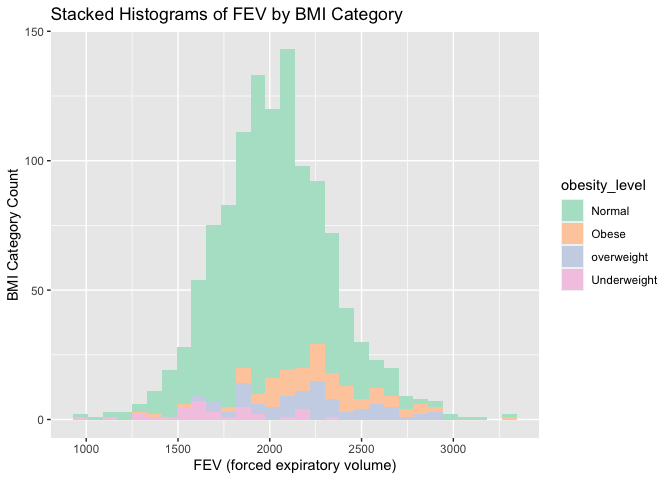 Stacked Histograms of FEV by BMI Category
150
100
50
0
BMI Category Count
1000 1500 2000 2500 3000
FEV (forced expiratory volume)
obesity_level
Normal
Obese
overweight
Underweight